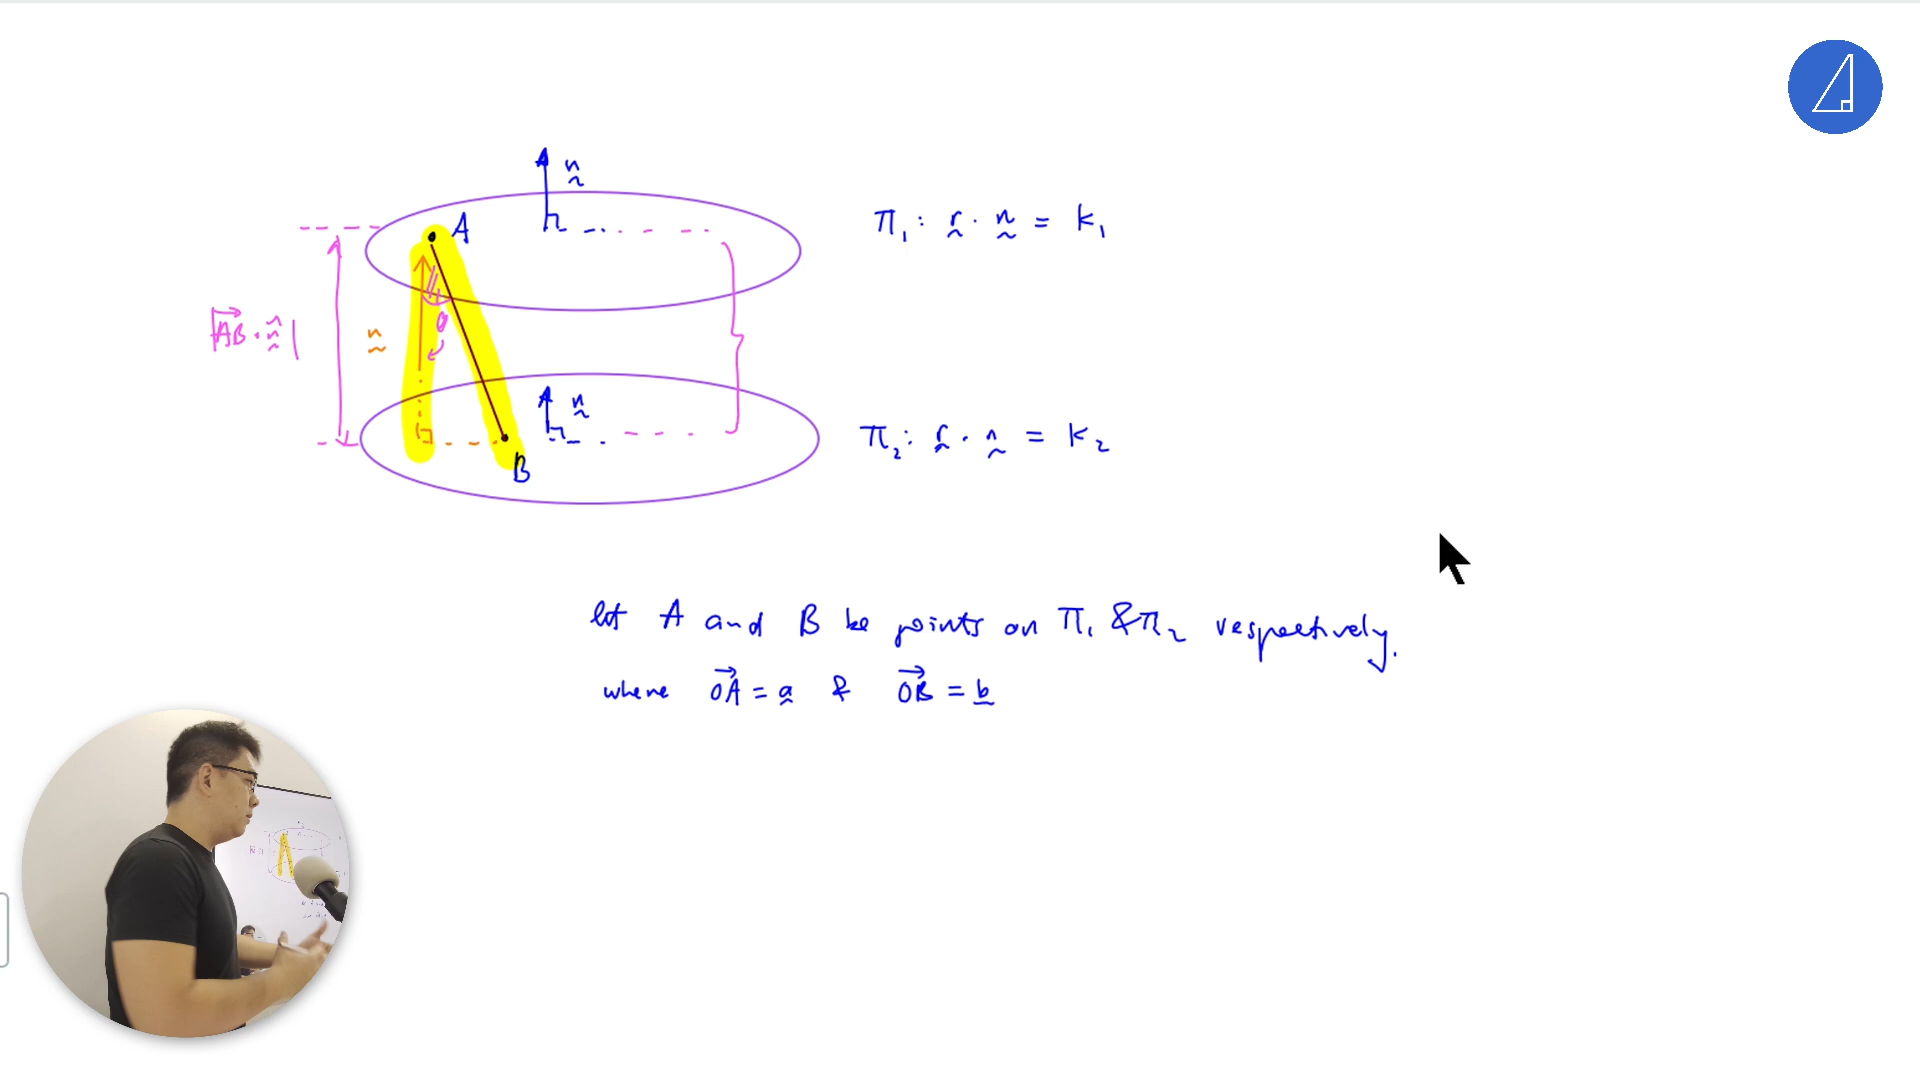 n
A
π₁: r · n = k₁
|AB · n̂|
n
θ
n
π₂: r · n = k₂
B
let A and B be points on π₁ & π₂ respectively.
where OA = a & OB = b